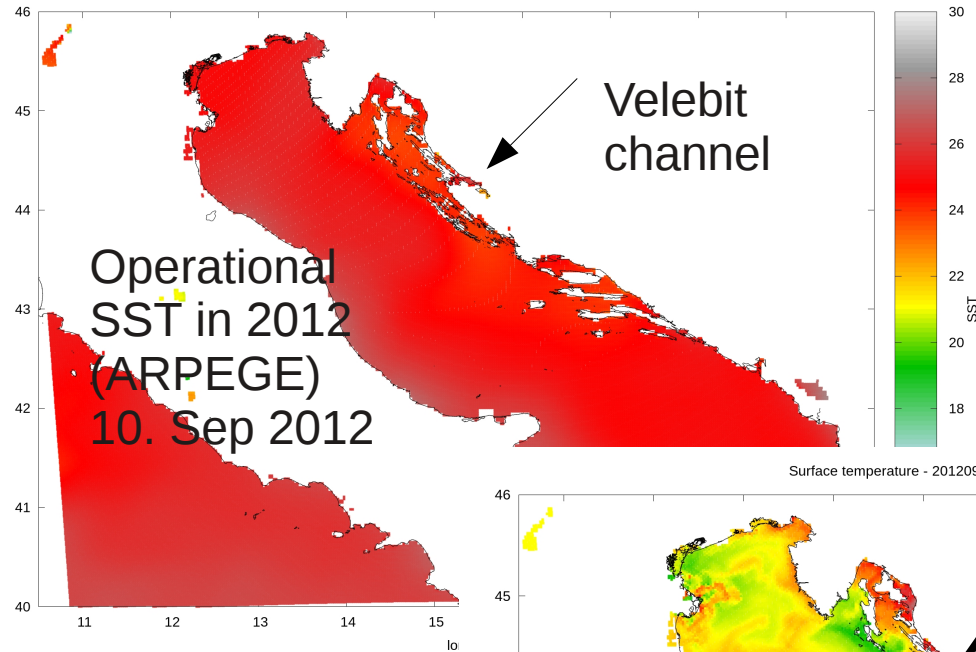 46
45
44
43
42
41
40
11
12
13
14
15
lo
Velebit
channel
Operational
SST in 2012
(ARPEGE)
10. Sep 2012
30
28
26
24
22
20
18
SST
Surface temperature - 201209
46
45